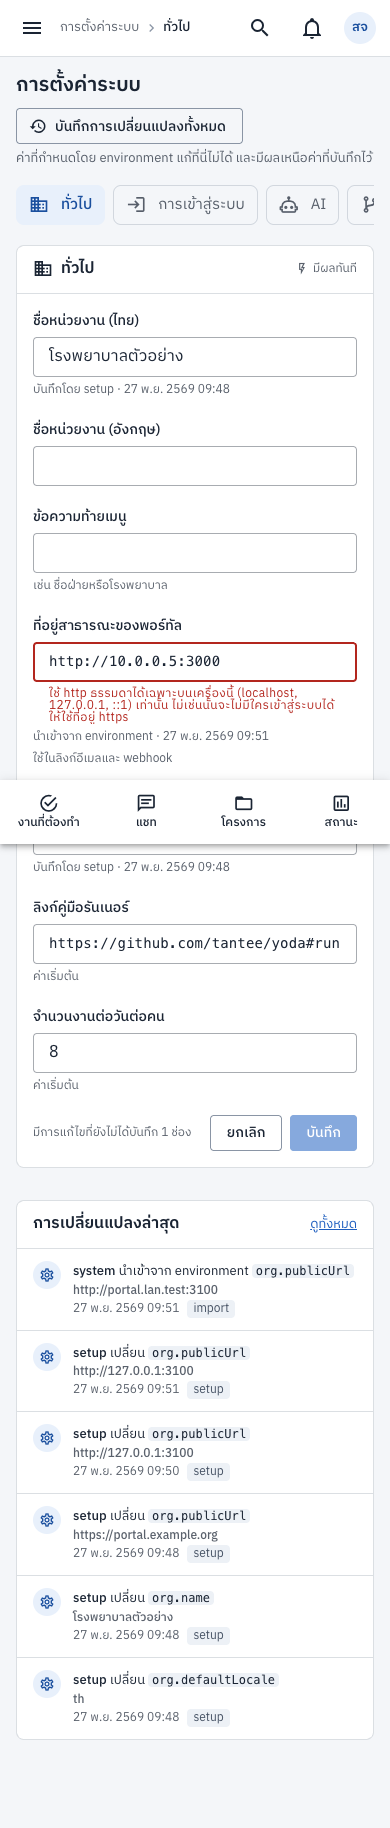 การตั้งค่าระบบ > ทั่วไป สจ
การตั้งค่าระบบ
บันทึกการเปลี่ยนแปลงทั้งหมด
ค่าที่กำหนดโดย environment แก้ที่นี่ไม่ได้ และมีผลเหนือค่าที่บันทึกไว้
ทั่วไป การเข้าสู่ระบบ AI
ทั่วไป มีผลทันที
ชื่อหน่วยงาน (ไทย)
โรงพยาบาลตัวอย่าง
บันทึกโดย setup · 27 พ.ย. 2569 09:48
ชื่อหน่วยงาน (อังกฤษ)
ข้อความท้ายเมนู
เช่น ชื่อฝ่ายหรือโรงพยาบาล
ที่อยู่สาธารณะของพอร์ทัล
http://10.0.0.5:3000
ใช้ http ธรรมดาได้เฉพาะบนเครื่องนี้ (localhost,
127.0.0.1, ::1) เท่านั้น ไม่เช่นนั้นจะไม่มีใครเข้าสู่ระบบได้
ให้ใช้ที่อยู่ https
นำเข้าจาก environment · 27 พ.ย. 2569 09:51
ใช้ในลิงก์อีเมลและ webhook
งานที่ต้องทำ แชท โครงการ สถานะ
บันทึกโดย setup · 27 พ.ย. 2569 09:48
ลิงก์คู่มือรันเนอร์
https://github.com/tantee/yoda#run
ค่าเริ่มต้น
จำนวนงานต่อวันต่อคน
8
ค่าเริ่มต้น
มีการแก้ไขที่ยังไม่ได้บันทึก 1 ช่อง ยกเลิก บันทึก
การเปลี่ยนแปลงล่าสุด ดูทั้งหมด
system นำเข้าจาก environment org.publicUrl
http://portal.lan.test:3100
27 พ.ย. 2569 09:51 import
setup เปลี่ยน org.publicUrl
http://127.0.0.1:3100
27 พ.ย. 2569 09:51 setup
setup เปลี่ยน org.publicUrl
http://127.0.0.1:3100
27 พ.ย. 2569 09:50 setup
setup เปลี่ยน org.publicUrl
https://portal.example.org
27 พ.ย. 2569 09:48 setup
setup เปลี่ยน org.name
โรงพยาบาลตัวอย่าง
27 พ.ย. 2569 09:48 setup
setup เปลี่ยน org.defaultLocale
th
27 พ.ย. 2569 09:48 setup